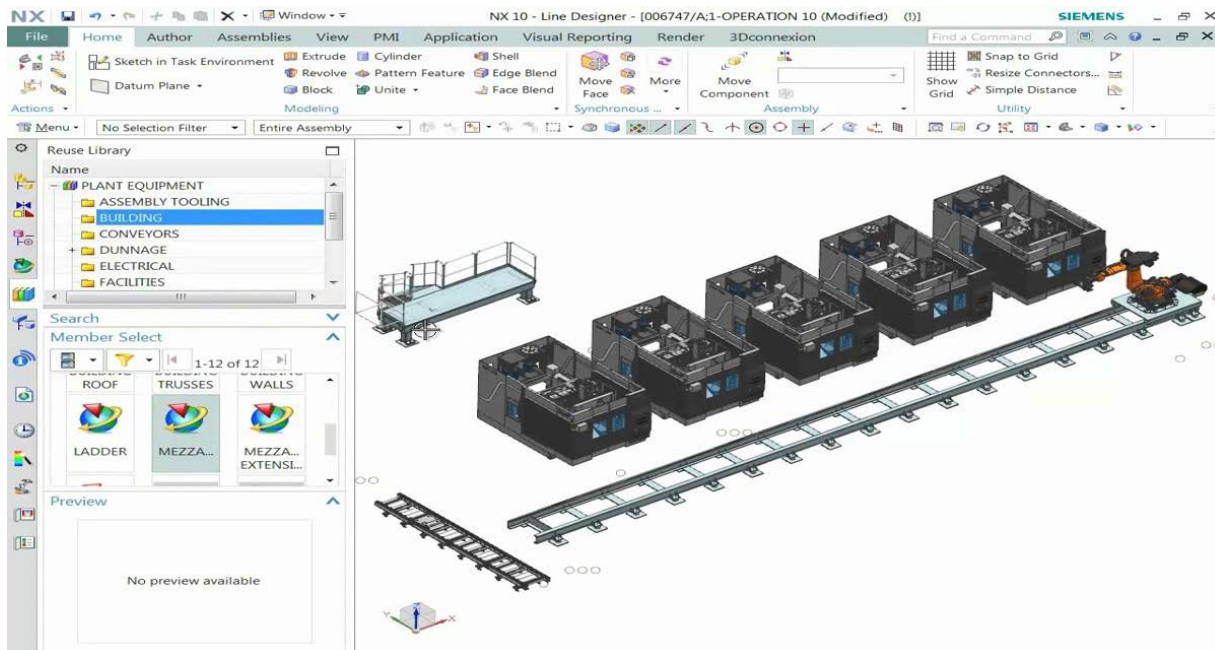 NX Window NX 10 - Line Designer - [006747/A;1-OPERATION 10 (Modified) (!)] SIEMENS
File Home Author Assemblies View PMI Application Visual Reporting Render 3Dconnexion Find a Command
Sketch in Task Environment Extrude Cylinder Shell Snap to Grid
Revolve Pattern Feature Edge Blend Resize Connectors...
Datum Plane Block Unite Face Blend Move Face More Move Component Show Grid Simple Distance
Actions Modeling Synchronous ... Assembly Utility
Menu No Selection Filter Entire Assembly
Reuse Library
Name
PLANT EQUIPMENT
ASSEMBLY TOOLING
BUILDING
CONVEYORS
DUNNAGE
ELECTRICAL
FACILITIES
Search
Member Select
1-12 of 12
ROOF TRUSSES WALLS
LADDER MEZZA... MEZZA...
EXTENSI...
Preview
No preview available
Z
Y X